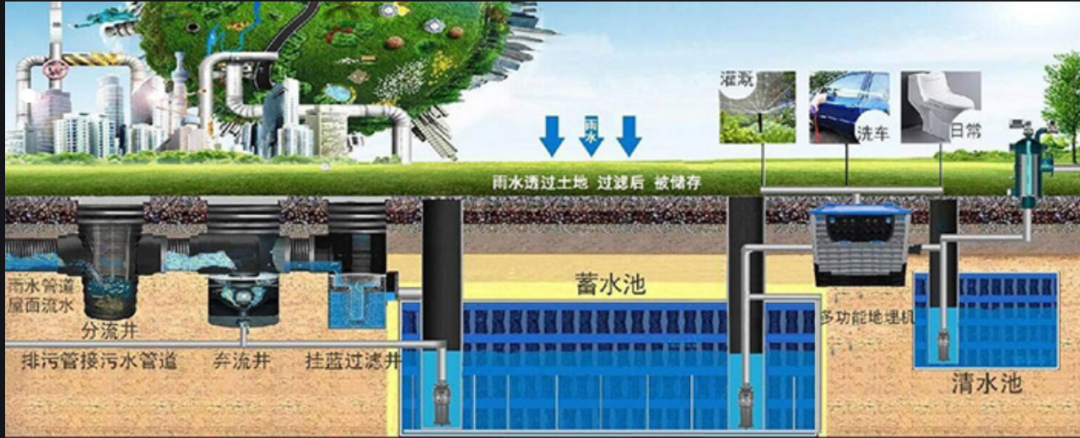 灌溉
洗车
日常
雨水
雨水透过土地 过滤后 被储存
雨水管道
屋面流水
分流井
排污管接污水管道
弃流井
挂蓝过滤井
蓄水池
多功能地埋机
清水池